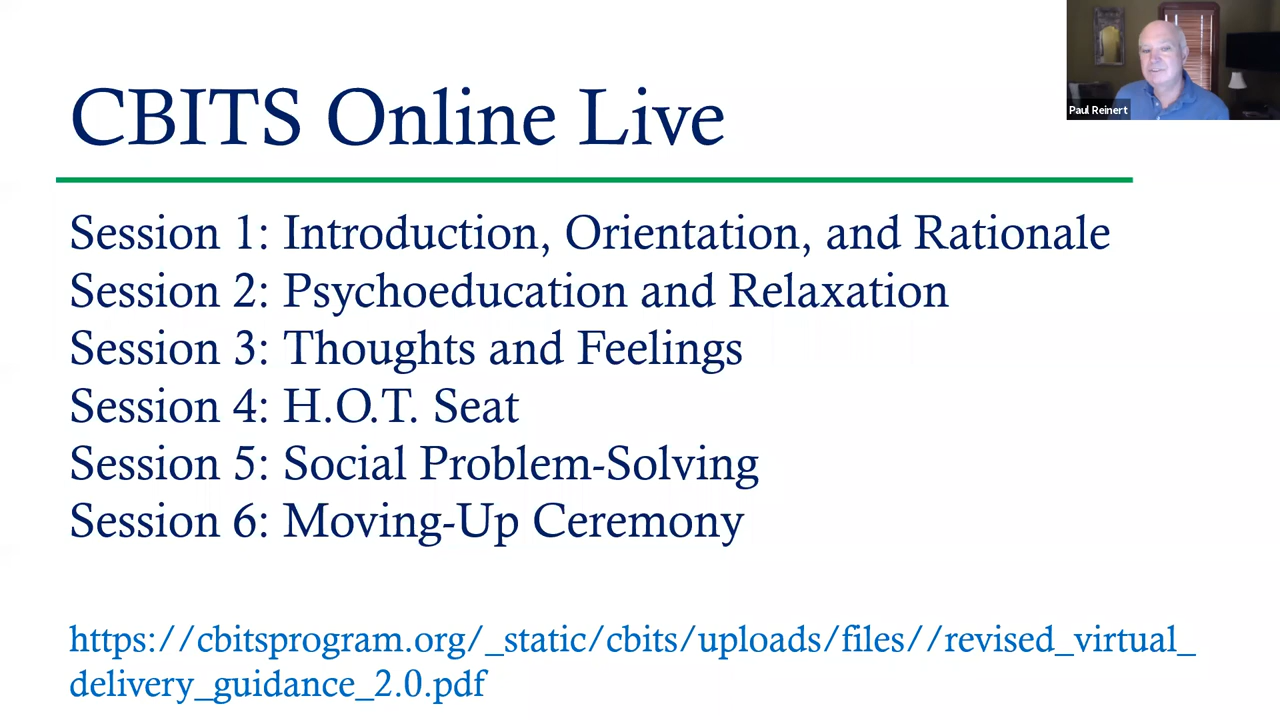 CBITS Online Live
Paul Reinert
Session 1: Introduction, Orientation, and Rationale
Session 2: Psychoeducation and Relaxation
Session 3: Thoughts and Feelings
Session 4: H.O.T. Seat
Session 5: Social Problem-Solving
Session 6: Moving-Up Ceremony
https://cbitsprogram.org/_static/cbits/uploads/files//revised_virtual_
delivery_guidance_2.0.pdf